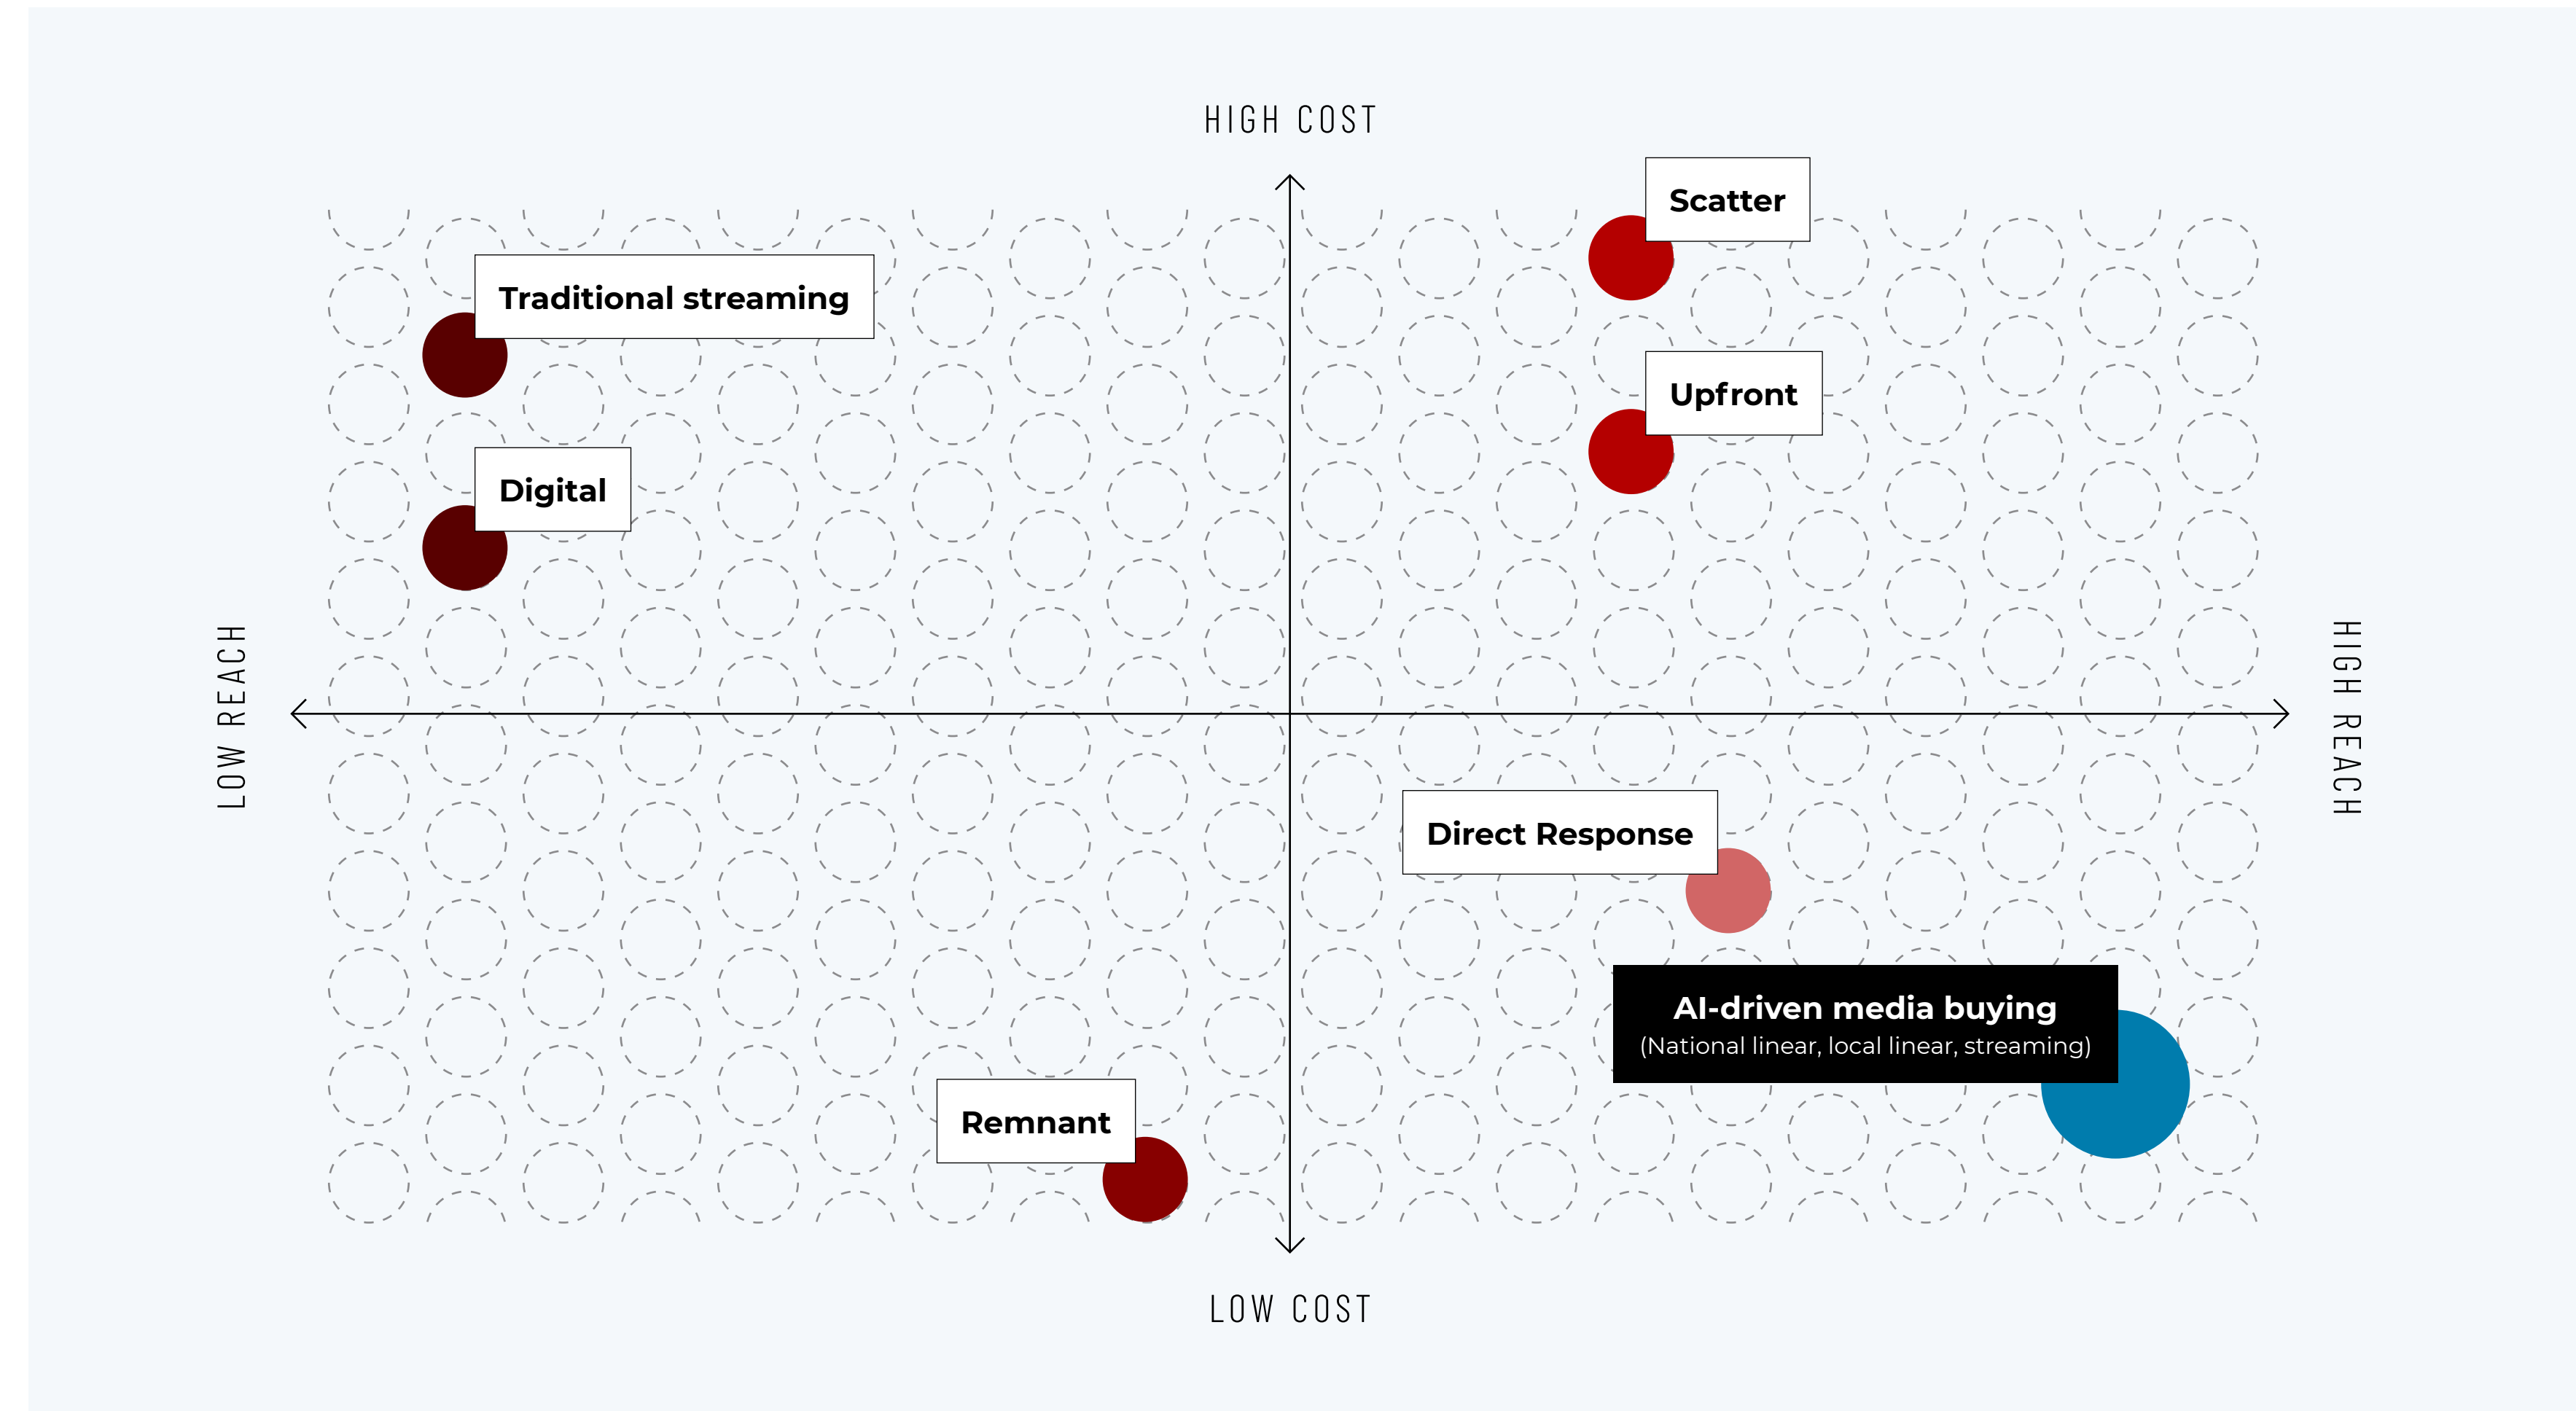 HIGH COST
Scatter
Traditional streaming
Upfront
Digital
LOW REACH
HIGH REACH
Direct Response
AI-driven media buying
(National linear, local linear, streaming)
Remnant
LOW COST